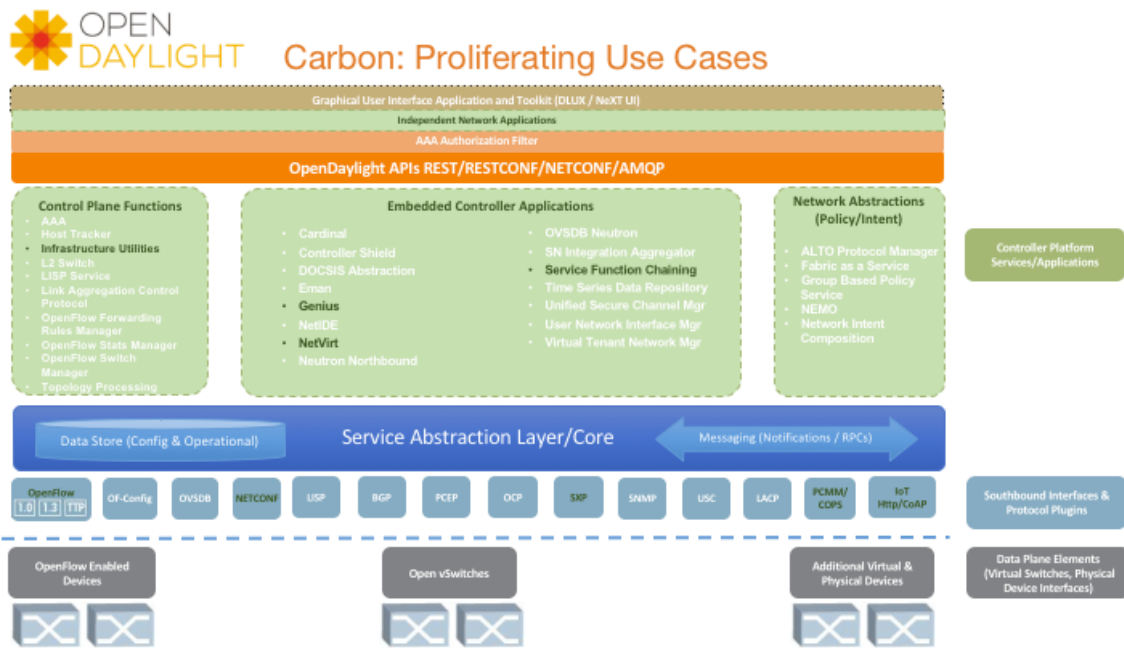 OPEN
DAYLIGHT
Carbon: Proliferating Use Cases
Graphical User Interface Application and Toolkit (DLUX / NeXT UI)
Independent Network Applications
AAA Authorization Filter
OpenDaylight APIs REST/RESTCONF/NETCONF/AMQP
Control Plane Functions
• AAA
• Host Tracker
• Infrastructure Utilities
• L2 Switch
• LISP Service
• Link Aggregation Control
Protocol
• OpenFlow Forwarding
Rules Manager
• OpenFlow Stats Manager
• OpenFlow Switch
Manager
• Topology Processing
Embedded Controller Applications
• Cardinal
• Controller Shield
• DOCSIS Abstraction
• Eman
• Genius
• NetIDE
• NetVirt
• Neutron Northbound
• OVSDB Neutron
• SN Integration Aggregator
• Service Function Chaining
• Time Series Data Repository
• Unified Secure Channel Mgr
• User Network Interface Mgr
• Virtual Tenant Network Mgr
Network Abstractions
(Policy/Intent)
• ALTO Protocol Manager
• Fabric as a Service
• Group Based Policy
Service
• NEMO
• Network Intent
Composition
Controller Platform
Services/Applications
Data Store (Config & Operational)
Service Abstraction Layer/Core
Messaging (Notifications / RPCs)
OpenFlow
1.0 1.3 TTP
OF-Config
OVSDB
NETCONF
LISP
BGP
PCEP
OCP
SXP
SNMP
USC
LACP
PCMM/
COPS
IoT
Http/CoAP
Southbound Interfaces &
Protocol Plugins
OpenFlow Enabled
Devices
Open vSwitches
Additional Virtual &
Physical Devices
Data Plane Elements
(Virtual Switches, Physical
Device Interfaces)